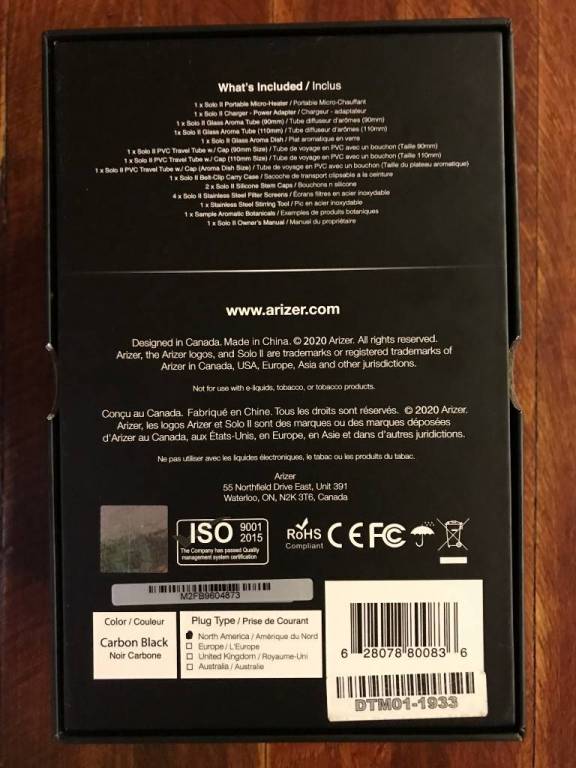 What's Included / Inclus
1 x Solo II Portable Micro-Heater / Portable Micro-Chauffant
1 x Solo II Charger - Power Adapter / Chargeur - adaptateur
1 x Solo II Glass Aroma Tube (90mm) / Tube diffuseur d'arômes (90mm)
1 x Solo II Glass Aroma Tube (110mm) / Tube diffuseur d'arômes (110mm)
1 x Solo II Glass Aroma Dish / Plat aromatique en verre
1 x Solo II PVC Travel Tube w./ Cap (90mm Size) / Tube de voyage en PVC avec un bouchon (Taille 90mm)
1 x Solo II PVC Travel Tube w./ Cap (110mm Size) / Tube de voyage en PVC avec un bouchon (Taille 110mm)
1 x Solo II PVC Travel Tube w./ Cap (Aroma Dish Size) / Tube de voyage en PVC avec un bouchon (Taille du plateau aromatique)
1 x Solo II Belt-Clip Carry Case / Sacoche de transport clipsable à la ceinture
2 x Solo II Silicone Stem Caps / Bouchons n silicone
4 x Solo II Stainless Steel Filter Screens / Écrans filtres en acier inoxydable
1 x Stainless Steel Stirring Tool / Pic en acier inoxydable
1 x Sample Aromatic Botanicals / Exemples de produits botaniques
1 x Solo II Owner's Manual / Manuel du propriétaire
www.arizer.com
Designed in Canada. Made in China. © 2020 Arizer. All rights reserved.
Arizer, the Arizer logos, and Solo II are trademarks or registered trademarks of
Arizer in Canada, USA, Europe, Asia and other jurisdictions.
Not for use with e-liquids, tobacco, or tobacco products.
Conçu au Canada. Fabriqué en Chine. Tous les droits sont réservés. © 2020 Arizer.
Arizer, les logos Arizer et Solo II sont des marques ou des marques déposées
d'Arizer au Canada, aux États-Unis, en Europe, en Asie et dans d'autres juridictions.
Ne pas utiliser avec les liquides électroniques, le tabac ou les produits du tabac.
Arizer
55 Northfield Drive East, Unit 391
Waterloo, ON, N2K 3T6, Canada
ISO 9001 2015
The Company has passed Quality
management system certification
RoHS
Compliant
CE FC
M2FB9604873
Color / Couleur
Carbon Black
Noir Carbone
Plug Type / Prise de Courant
North America / Amérique du Nord
Europe / L'Europe
United Kingdom / Royaume-Uni
Australia / Australie
6 28078 80083 6
DTM01-1933